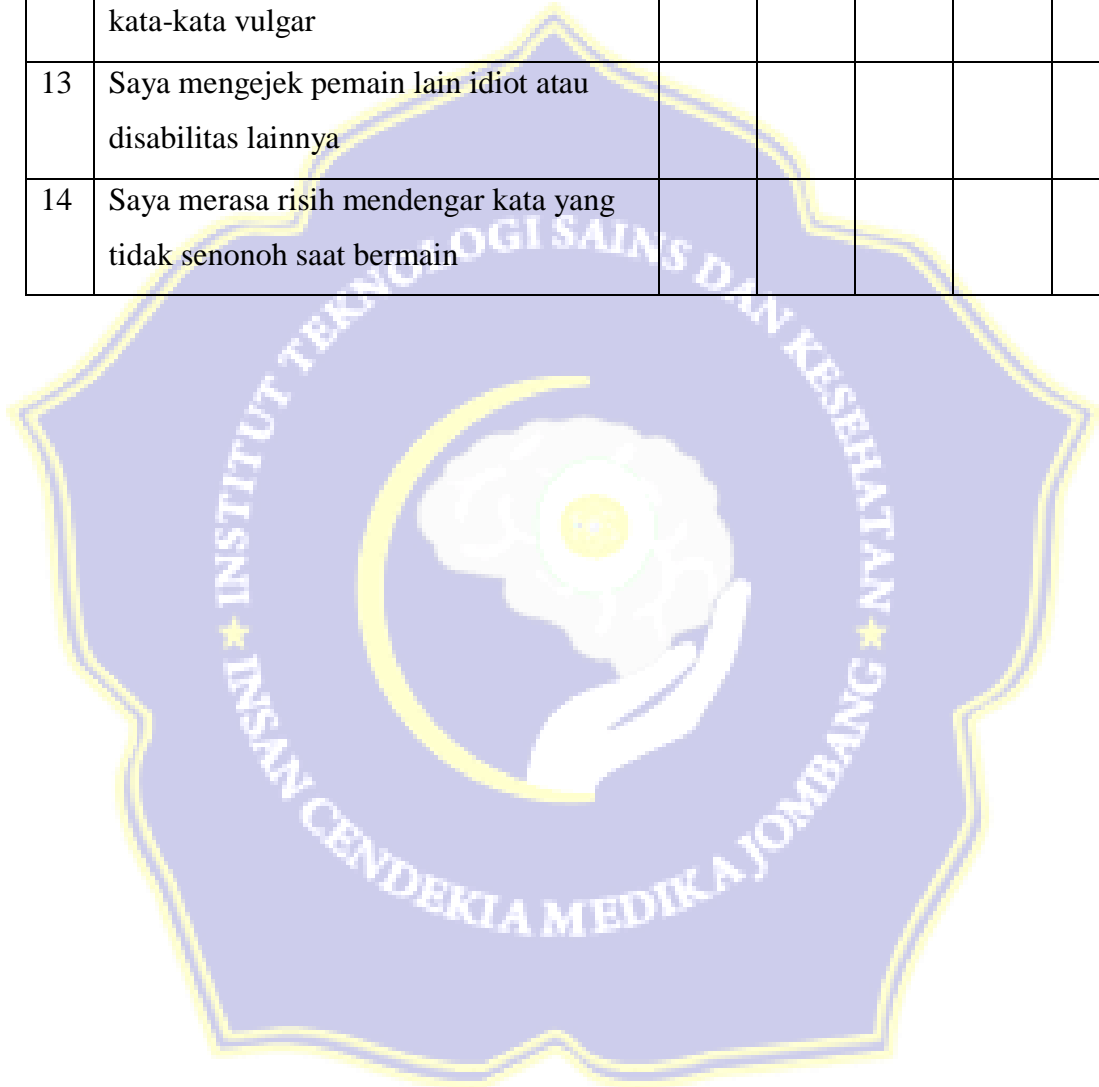 kata-kata vulgar
13 Saya mengejek pemain lain idiot atau
disabilitas lainnya
14 Saya merasa risih mendengar kata yang
tidak senonoh saat bermain
INSTITUT TEKNOLOGI SAINS DAN KESEHATAN
INSAN CENDEKIA MEDIKA JOMBANG